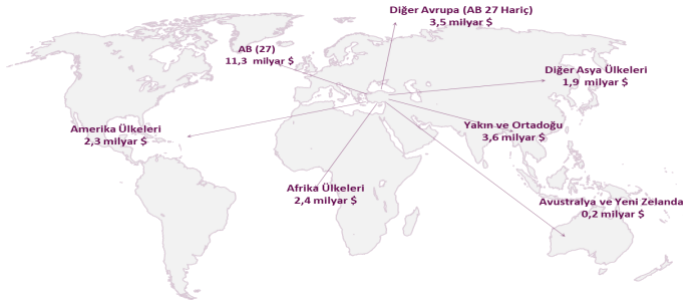 Diğer Avrupa (AB 27 Hariç)
3,5 milyar $
AB (27)
11,3 milyar $
Diğer Asya Ülkeleri
1,9 milyar $
Amerika Ülkeleri
2,3 milyar $
Yakın ve Ortadoğu
3,6 milyar $
Afrika Ülkeleri
2,4 milyar $
Avustralya ve Yeni Zelanda
0,2 milyar $